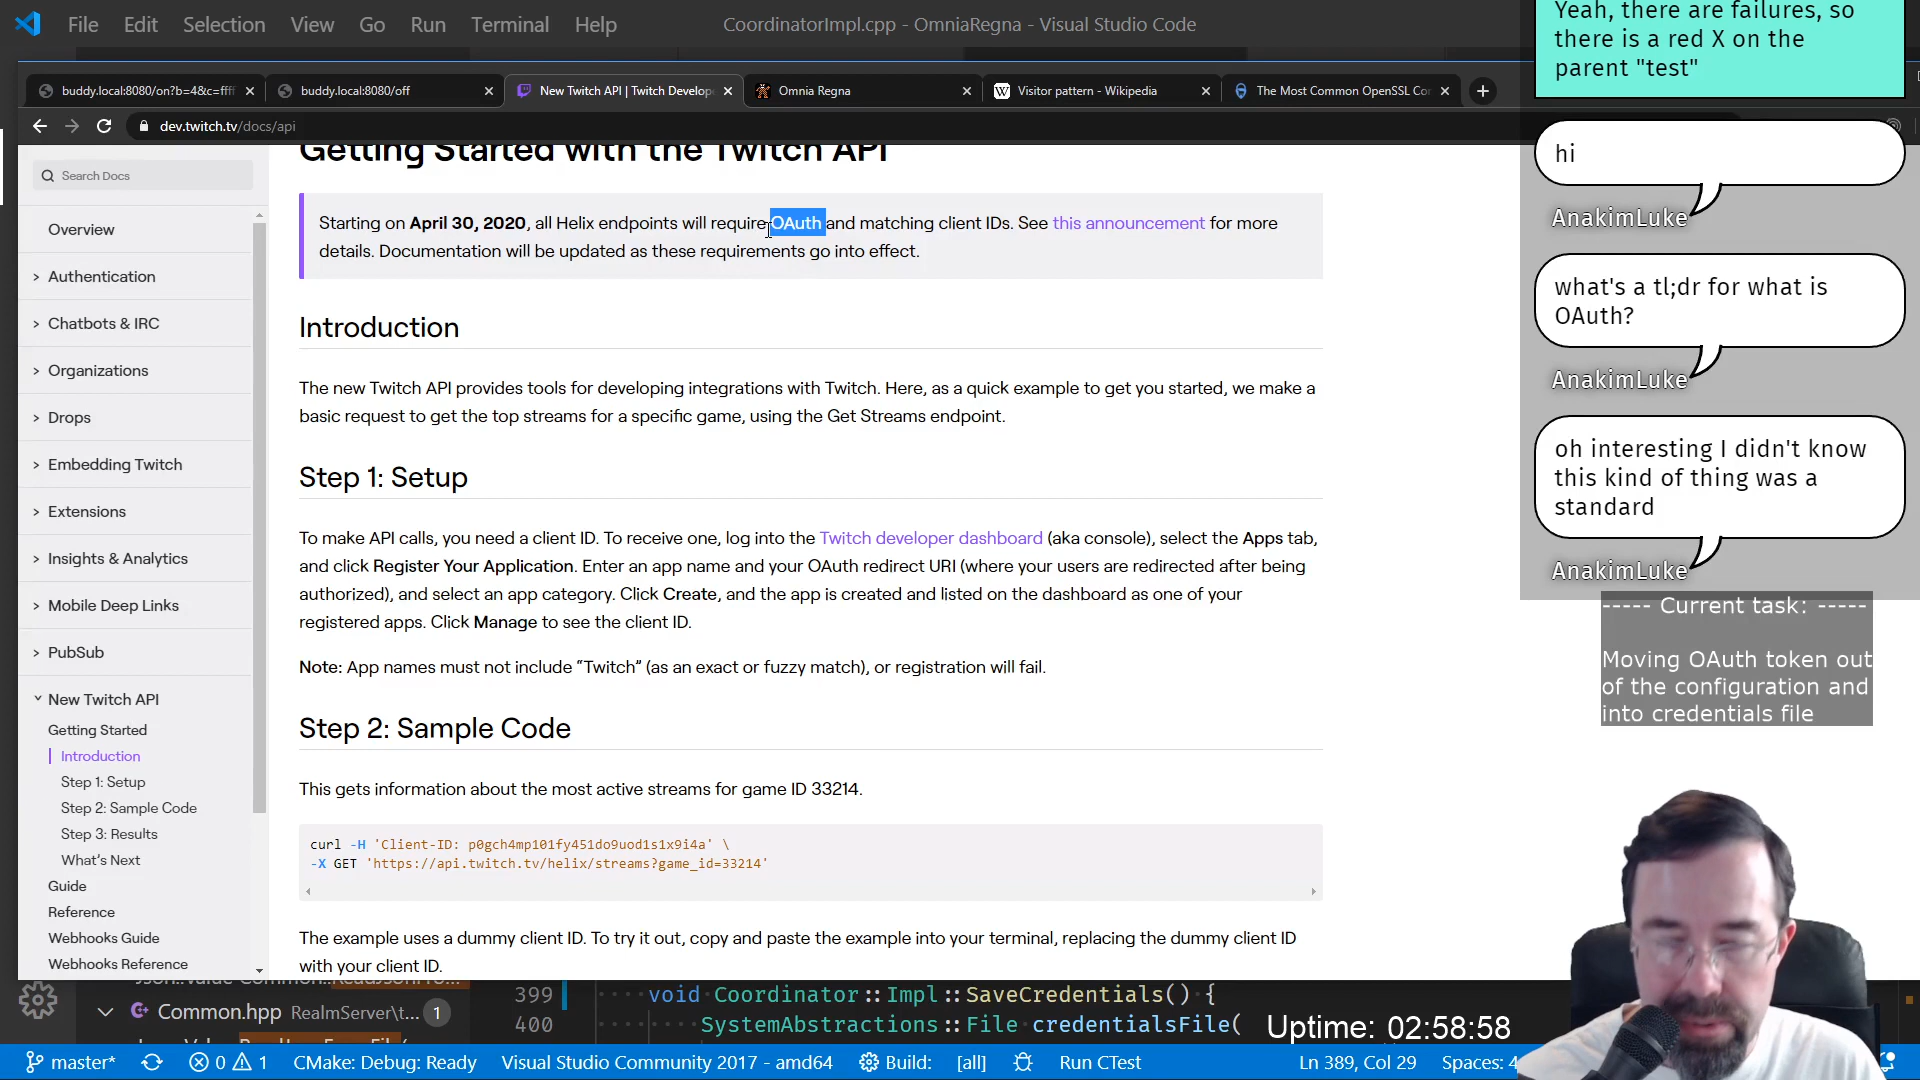 File Edit Selection View Go Run Terminal Help CoordinatorImpl.cpp - OmniaRegna - Visual Studio Code
buddy.local:8080/on?b=4&c=ffff buddy.local:8080/off New Twitch API | Twitch Develop Omnia Regna Visitor pattern - Wikipedia The Most Common OpenSSL Co
dev.twitch.tv/docs/api
Search Docs
Overview
Authentication
Chatbots & IRC
Organizations
Drops
Embedding Twitch
Extensions
Insights & Analytics
Mobile Deep Links
PubSub
New Twitch API
Getting Started
Introduction
Step 1: Setup
Step 2: Sample Code
Step 3: Results
What's Next
Guide
Reference
Webhooks Guide
Webhooks Reference
Getting Started with the Twitch API
Starting on April 30, 2020, all Helix endpoints will require OAuth and matching client IDs. See this announcement for more
details. Documentation will be updated as these requirements go into effect.
Introduction
The new Twitch API provides tools for developing integrations with Twitch. Here, as a quick example to get you started, we make a
basic request to get the top streams for a specific game, using the Get Streams endpoint.
Step 1: Setup
To make API calls, you need a client ID. To receive one, log into the Twitch developer dashboard (aka console), select the Apps tab,
and click Register Your Application. Enter an app name and your OAuth redirect URI (where your users are redirected after being
authorized), and select an app category. Click Create, and the app is created and listed on the dashboard as one of your
registered apps. Click Manage to see the client ID.
Note: App names must not include “Twitch” (as an exact or fuzzy match), or registration will fail.
Step 2: Sample Code
This gets information about the most active streams for game ID 33214.
curl -H 'Client-ID: p0gch4mp101fy451do9uod1s1x9i4a' \
-X GET 'https://api.twitch.tv/helix/streams?game_id=33214'
The example uses a dummy client ID. To try it out, copy and paste the example into your terminal, replacing the dummy client ID
with your client ID.
Yeah, there are failures, so
there is a red X on the
parent "test"
hi
AnakimLuke
what's a tl;dr for what is
OAuth?
AnakimLuke
oh interesting I didn't know
this kind of thing was a
standard
AnakimLuke
----- Current task: -----
Moving OAuth token out
of the configuration and
into credentials file
Common.hpp RealmServer\t... 1
399 void Coordinator::Impl::SaveCredentials() {
400 SystemAbstractions::File credentialsFile(
Uptime: 02:58:58
master* 0 1 CMake: Debug: Ready Visual Studio Community 2017 - amd64 Build: [all] Run CTest Ln 389, Col 29 Spaces: 4